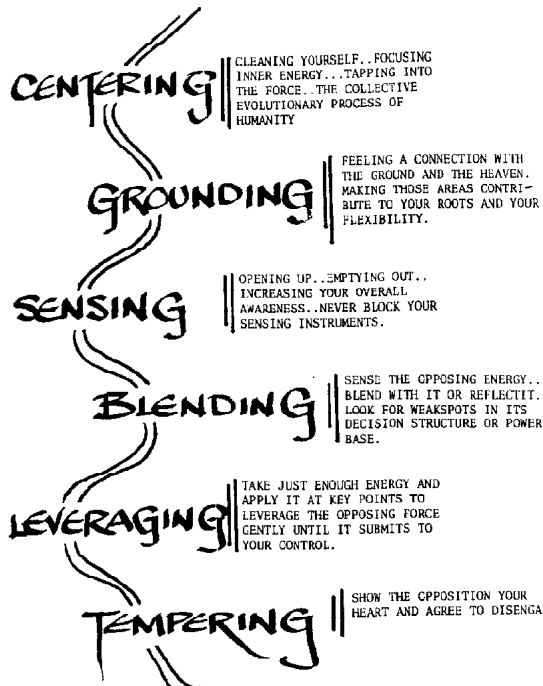 CENTERING
CLEANING YOURSELF..FOCUSING
INNER ENERGY...TAPPING INTO
THE FORCE..THE COLLECTIVE
EVOLUTIONARY PROCESS OF
HUMANITY
GROUNDING
FEELING A CONNECTION WITH
THE GROUND AND THE HEAVEN.
MAKING THOSE AREAS CONTRI-
BUTE TO YOUR ROOTS AND YOUR
FLEXIBILITY.
SENSING
OPENING UP..EMPTYING OUT..
INCREASING YOUR OVERALL
AWARENESS..NEVER BLOCK YOUR
SENSING INSTRUMENTS.
BLENDING
SENSE THE OPPOSING ENERGY..
BLEND WITH IT OR REFLECTIT.
LOOK FOR WEAKSPOTS IN ITS
DECISION STRUCTURE OR POWER
BASE.
LEVERAGING
TAKE JUST ENOUGH ENERGY AND
APPLY IT AT KEY POINTS TO
LEVERAGE THE OPPOSING FORCE
GENTLY UNTIL IT SUBMITS TO
YOUR CONTROL.
TEMPERING
SHOW THE OPPOSITION YOUR
HEART AND AGREE TO DISENGA